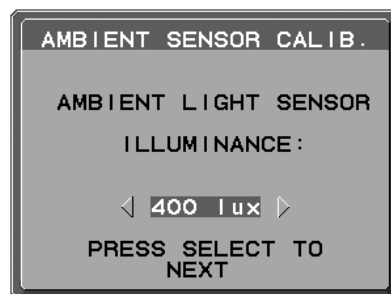 AMBIENT SENSOR CALIB.
AMBIENT LIGHT SENSOR
ILLUMINANCE:
400 lux
PRESS SELECT TO
NEXT